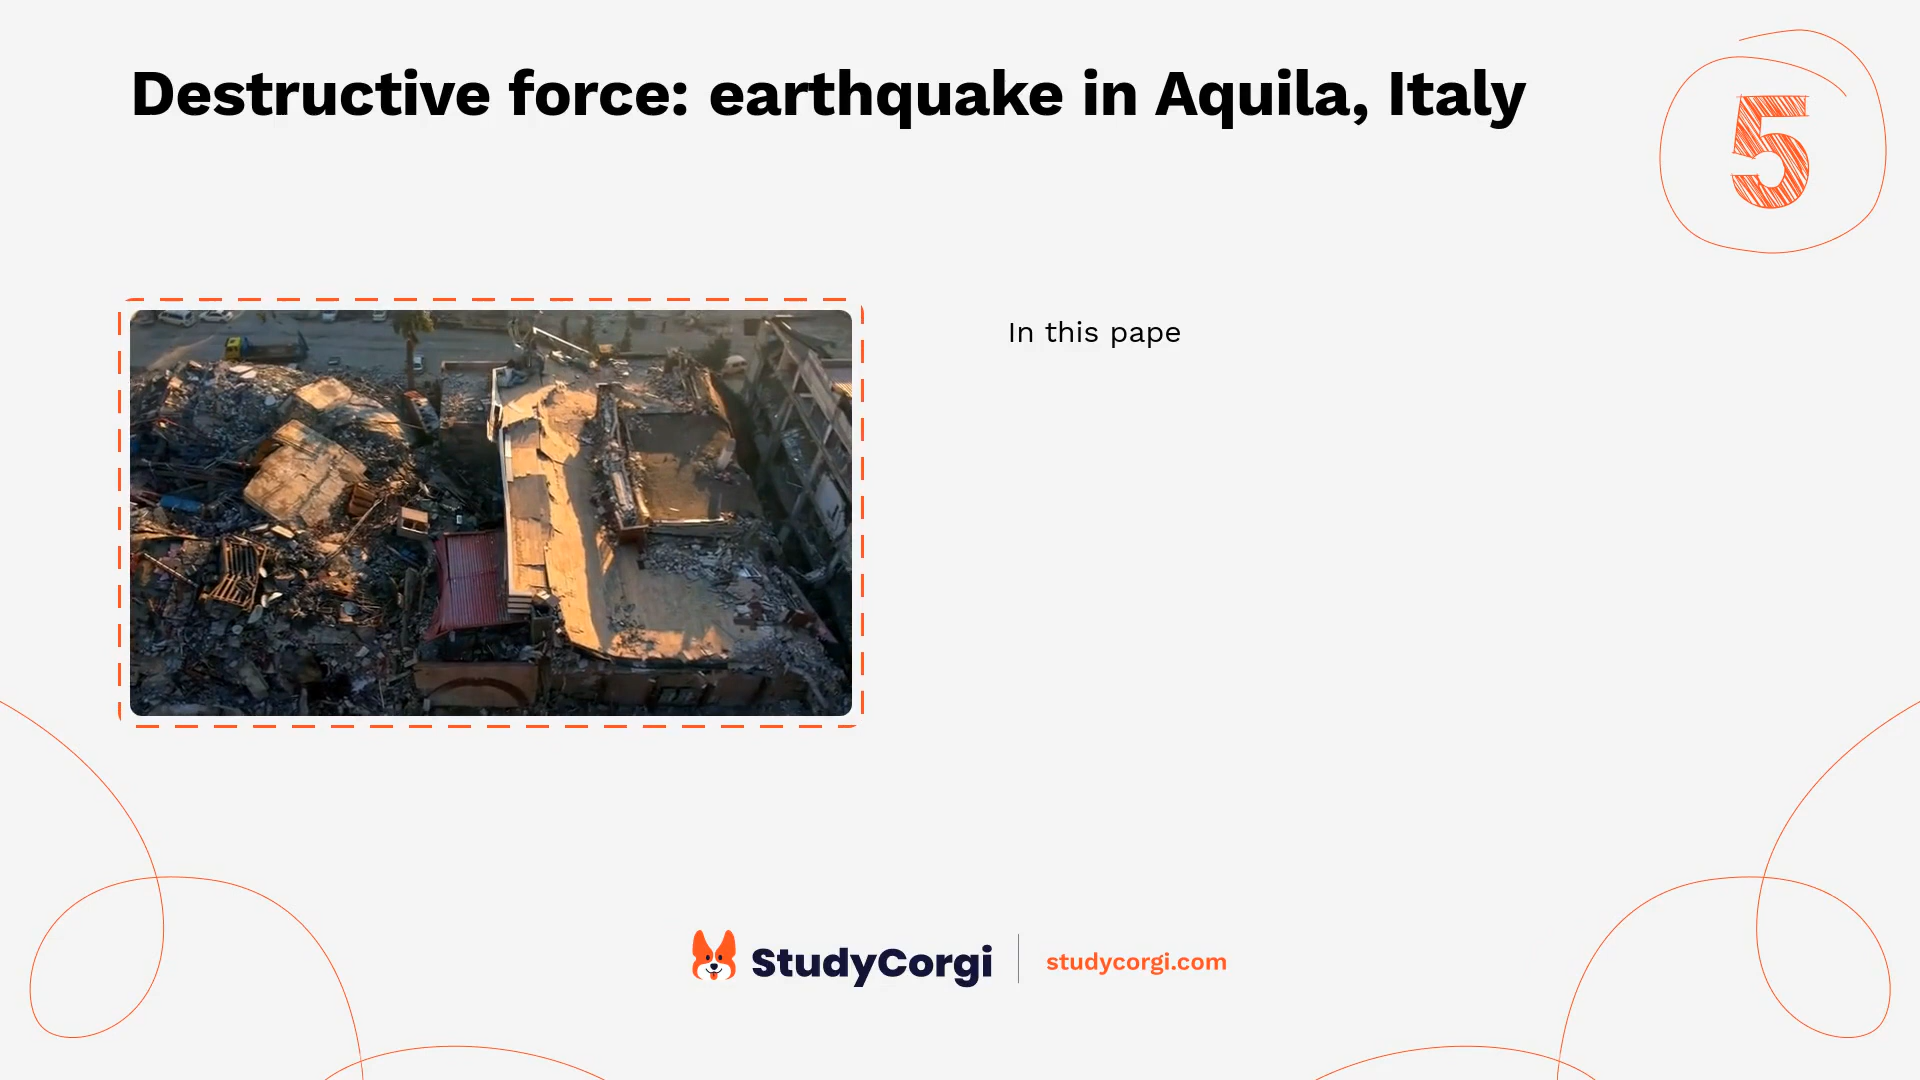 Destructive force: earthquake in Aquila, Italy
5
In this pape
StudyCorgi
studycorgi.com